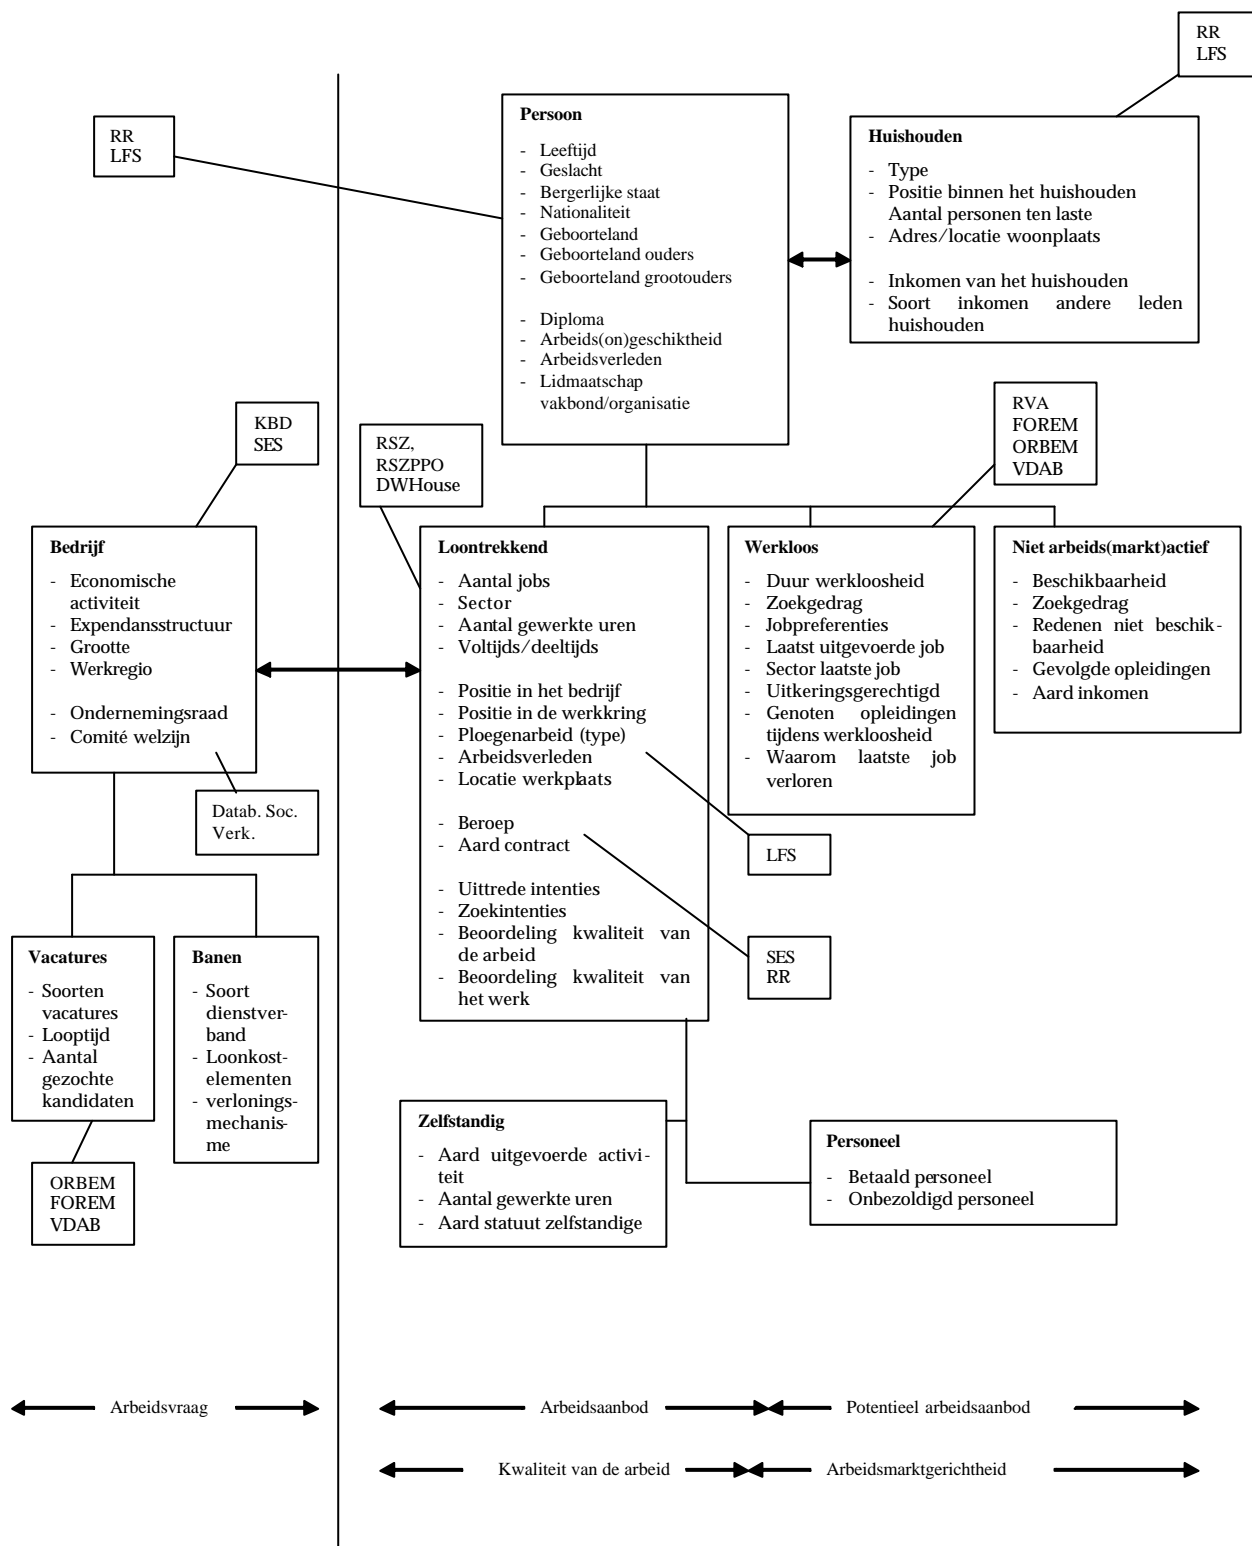 RR
LFS
Persoon
- Leeftijd
- Geslacht
- Bergerlijke staat
- Nationaliteit
- Geboorteland
- Geboorteland ouders
- Geboorteland grootouders
- Diploma
- Arbeids(on)geschiktheid
- Arbeidsverleden
- Lidmaatschap
vakbond/organisatie
RR
LFS
Huishouden
- Type
- Positie binnen het huishouden
Aantal personen ten laste
- Adres/locatie woonplaats
- Inkomen van het huishouden
- Soort inkomen andere leden
huishouden
KBD
SES
RSZ,
RSZPPO
DWHouse
RVA
FOREM
ORBEM
VDAB
Bedrijf
- Economische
activiteit
- Expendansstructuur
- Grootte
- Werkregio
- Ondernemingsraad
- Comité welzijn
Datab. Soc.
Verk.
Loontrekkend
- Aantal jobs
- Sector
- Aantal gewerkte uren
- Voltijds/deeltijds
- Positie in het bedrijf
- Positie in de werkkring
- Ploegenarbeid (type)
- Arbeidsverleden
- Locatie werkplaats
- Beroep
- Aard contract
- Uittrede intenties
- Zoekintenties
- Beoordeling kwaliteit van
de arbeid
- Beoordeling kwaliteit van
het werk
Werkloos
- Duur werkloosheid
- Zoekgedrag
- Jobpreferenties
- Laatst uitgevoerde job
- Sector laatste job
- Uitkeringsgerechtigd
- Genoten opleidingen
tijdens werkloosheid
- Waarom laatste job
verloren
Niet arbeids(markt)actief
- Beschikbaarheid
- Zoekgedrag
- Redenen niet beschik-
baarheid
- Gevolgde opleidingen
- Aard inkomen
LFS
SES
RR
Vacatures
- Soorten
vacatures
- Looptijd
- Aantal
gezochte
kandidaten
Banen
- Soort
dienstver-
band
- Loonkost-
elementen
- verlonings-
mechanis-
me
ORBEM
FOREM
VDAB
Zelfstandig
- Aard uitgevoerde activi-
teit
- Aantal gewerkte uren
- Aard statuut zelfstandige
Personeel
- Betaald personeel
- Onbezoldigd personeel
Arbeidsvraag
Arbeidsaanbod
Potentieel arbeidsaanbod
Kwaliteit van de arbeid
Arbeidsmarktgerichtheid